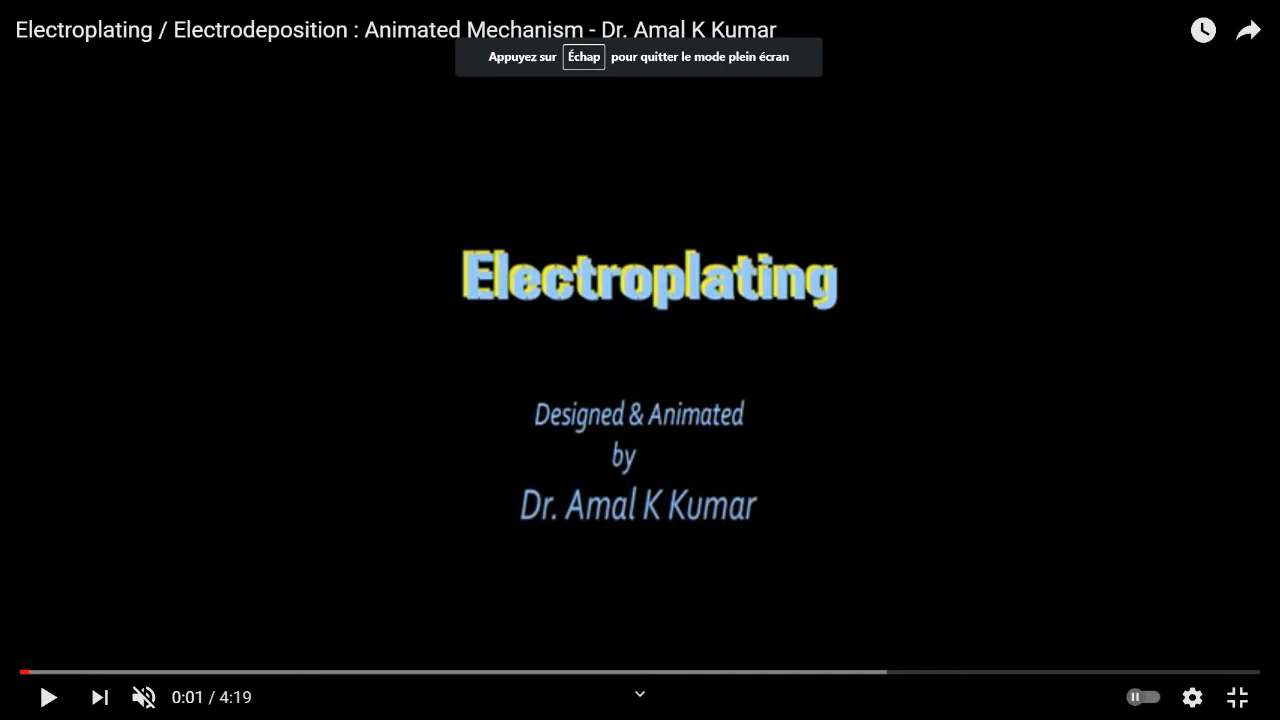 Electroplating / Electrodeposition : Animated Mechanism - Dr. Amal K Kumar
Appuyez sur Échap pour quitter le mode plein écran
Electroplating
Designed & Animated
by
Dr. Amal K Kumar
0:01 / 4:19